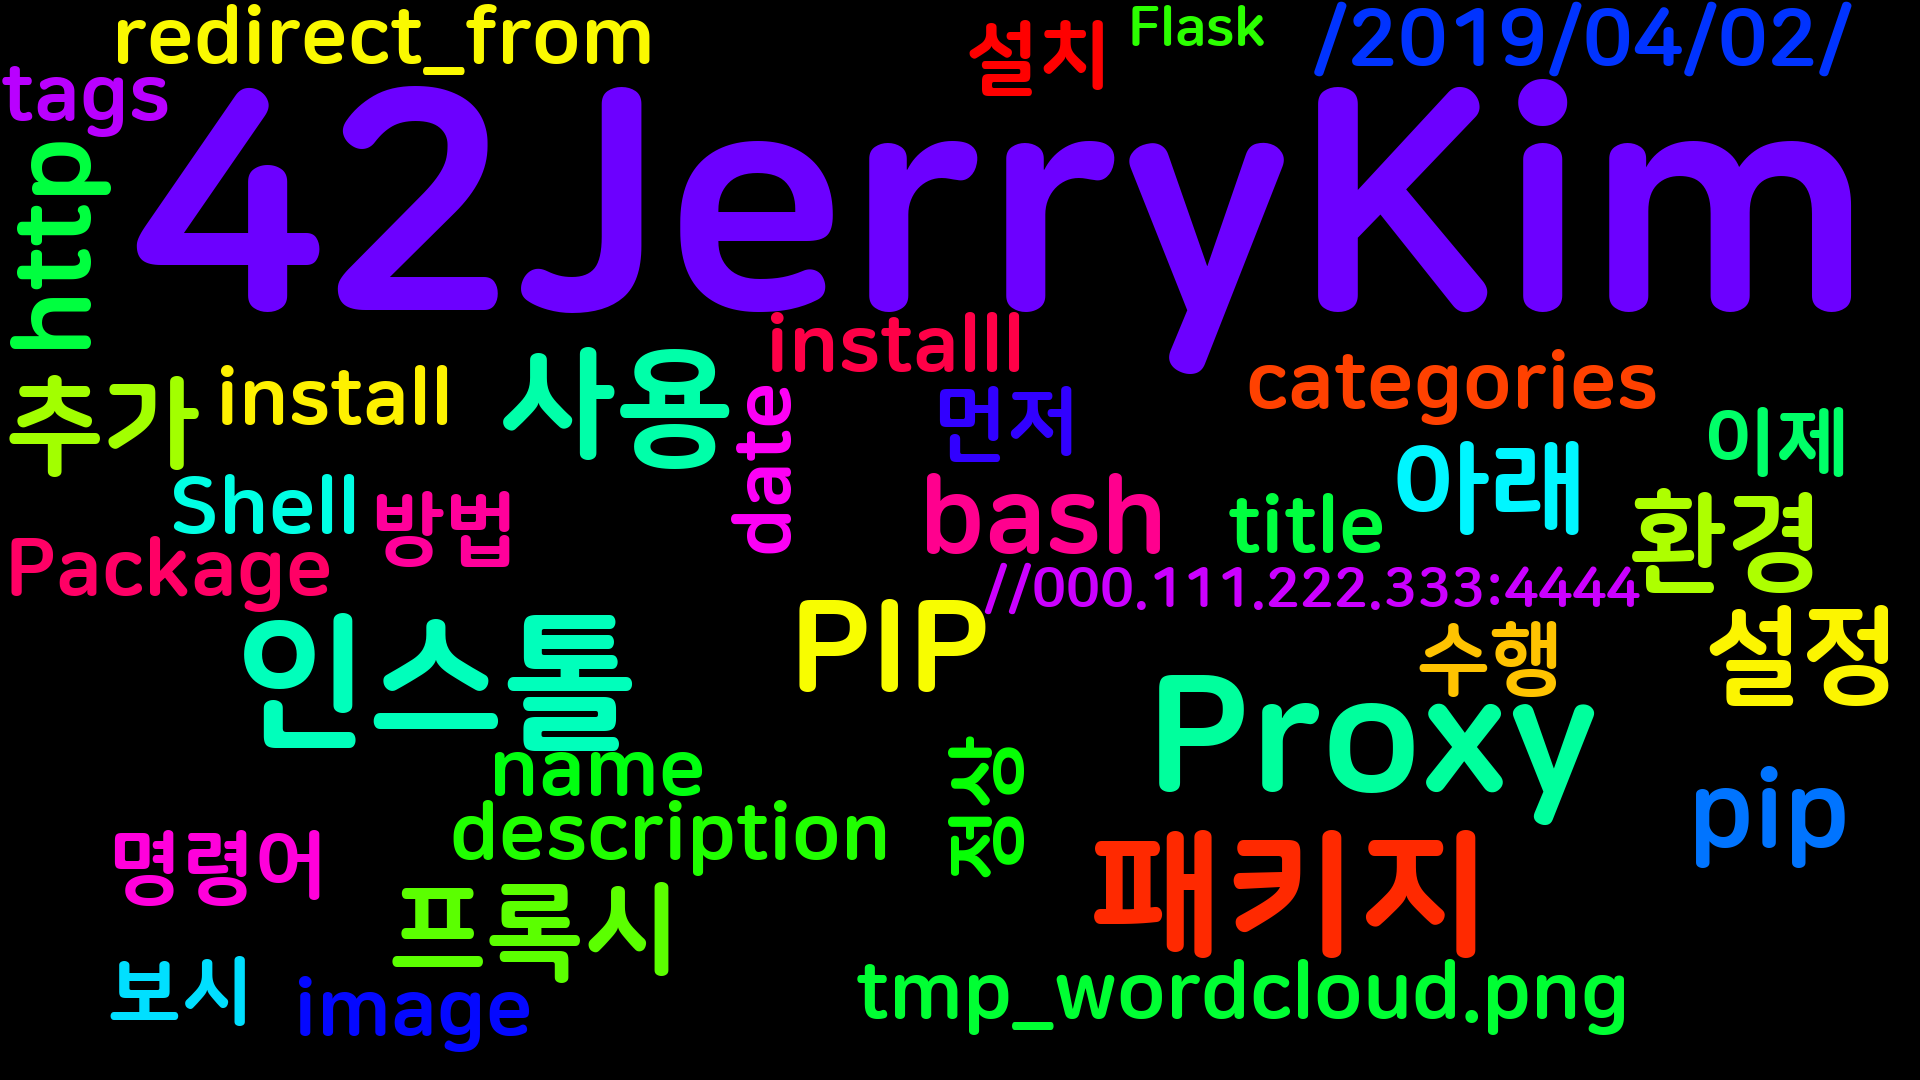 redirect_from
설치
Flask
/2019/04/02/
tags
42JerryKim
http
installl
추가
install
사용
date
먼저
categories
이제
아래
Shell
방법
bash
title
환경
Package
//000.111.222.333:4444
인스톨
PIP
수행
설정
Proxy
name
정상
pip
description
명령어
패키지
프록시
보시
image
tmp_wordcloud.png